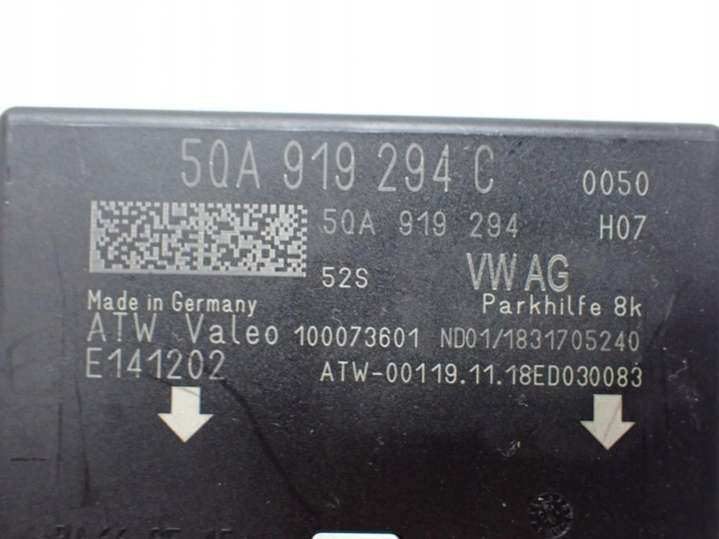 5QA 919 294 C 0050
5QA 919 294 H07
52S VW AG
Made in Germany Parkhilfe 8k
ATW Valeo 100073601 ND01/1831705240
E141202 ATW-00119.11.18ED030083